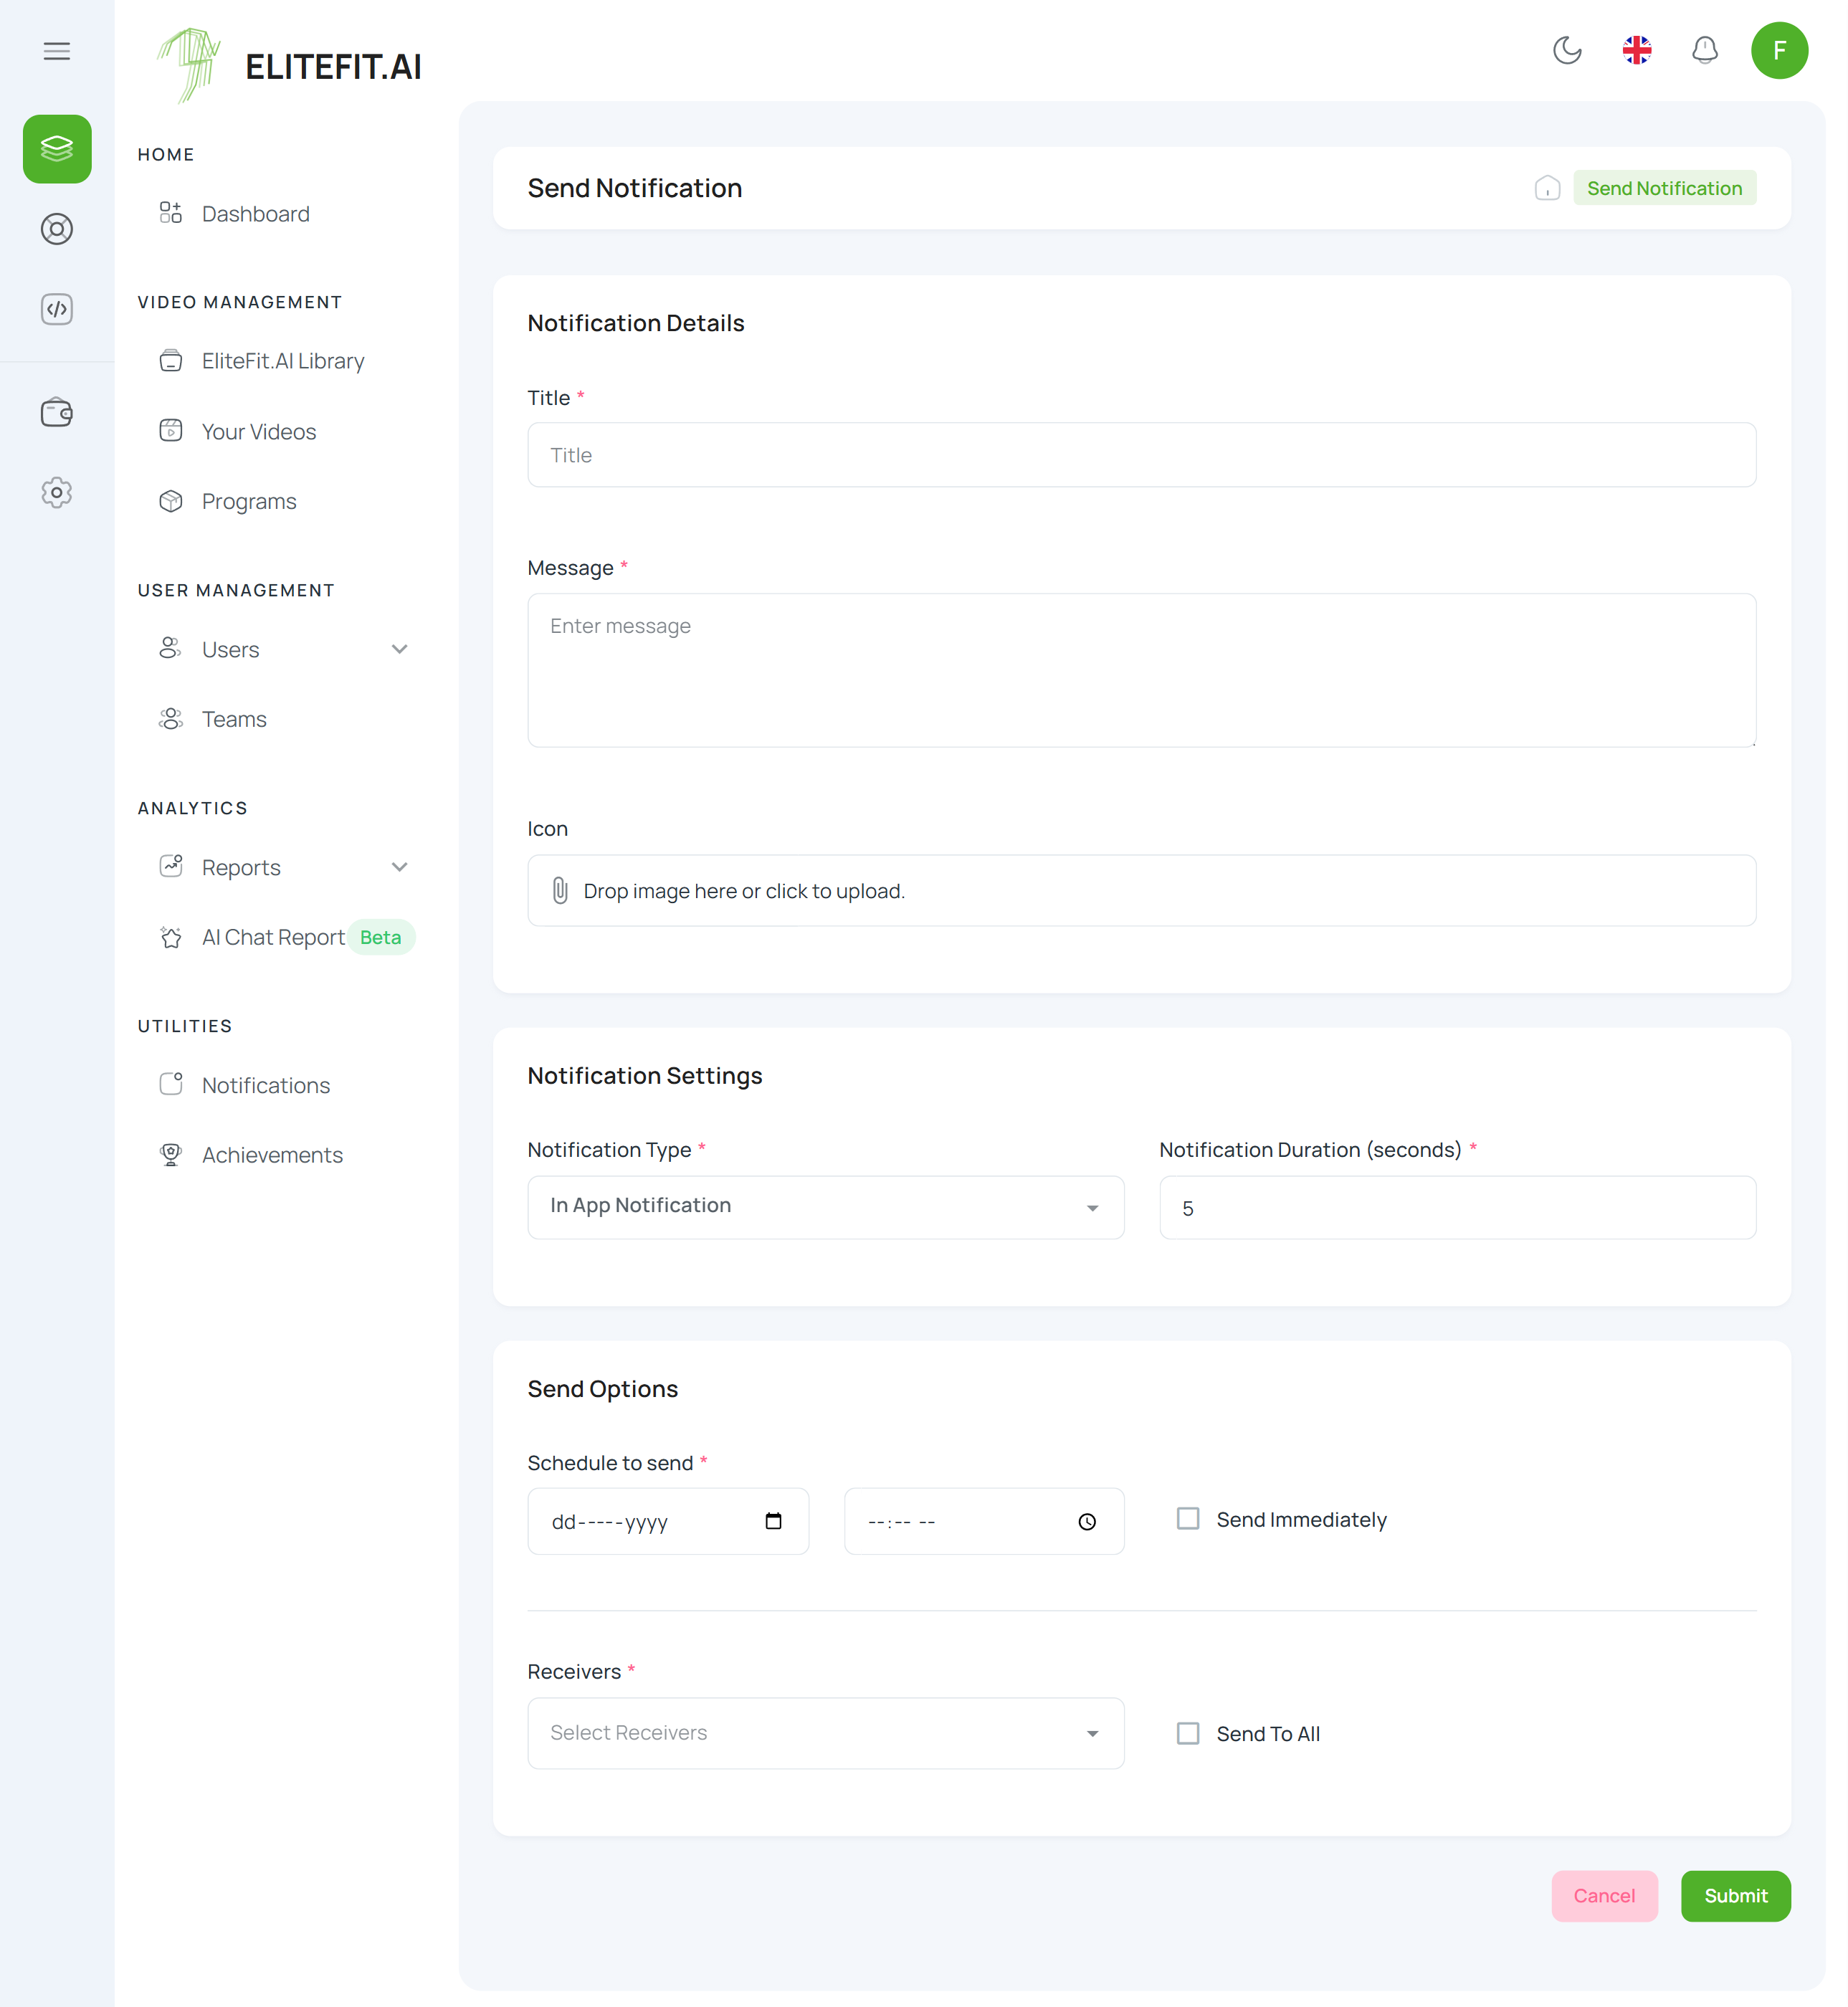 ELITEFIT.AI
F
HOME
Dashboard
VIDEO MANAGEMENT
EliteFit.AI Library
Your Videos
Programs
USER MANAGEMENT
Users
Teams
ANALYTICS
Reports
AI Chat Report Beta
UTILITIES
Notifications
Achievements
Send Notification
Send Notification
Notification Details
Title *
Title
Message *
Enter message
Icon
Drop image here or click to upload.
Notification Settings
Notification Type *
In App Notification
Notification Duration (seconds) *
5
Send Options
Schedule to send *
dd-----yyyy
--:-- --
Send Immediately
Receivers *
Select Receivers
Send To All
Cancel
Submit